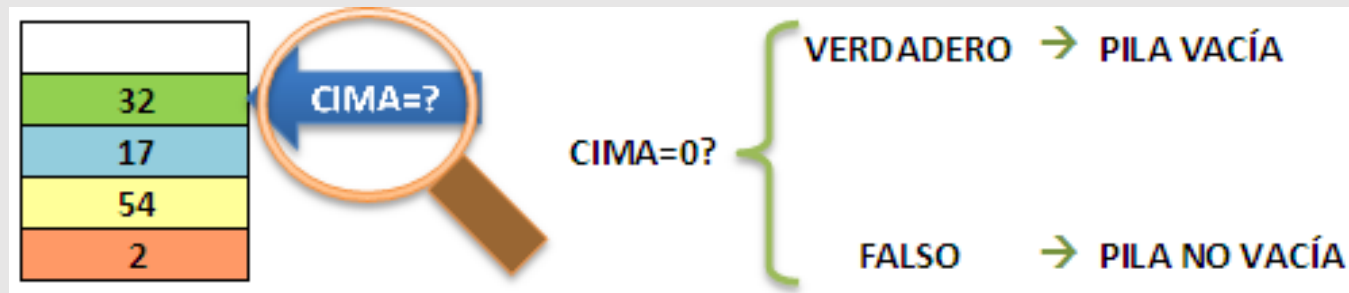 32
17
54
2
CIMA=?
CIMA=0?
VERDADERO → PILA VACÍA
FALSO → PILA NO VACÍA